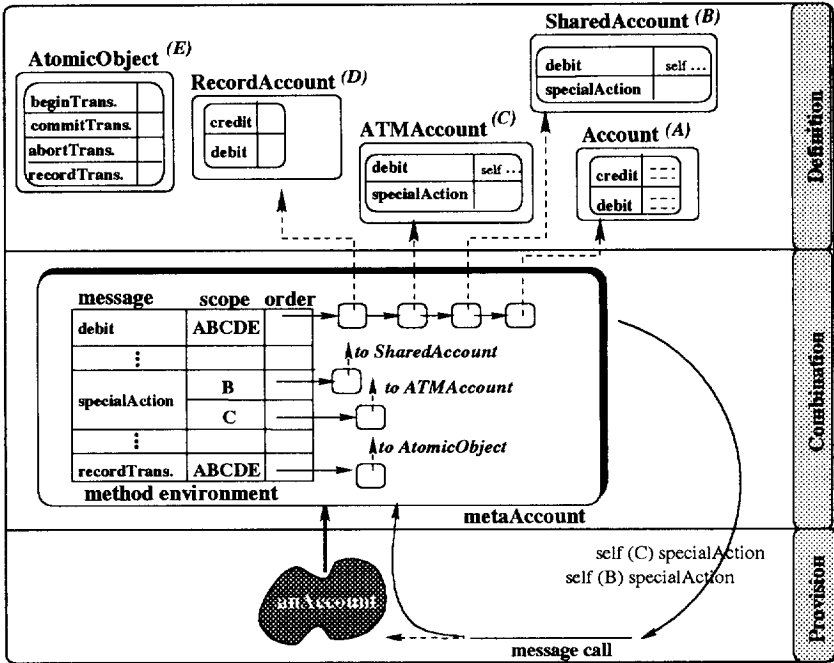 SharedAccount (B)
debit self ...
specialAction
AtomicObject (E)
beginTrans.
commitTrans.
abortTrans.
recordTrans.
RecordAccount (D)
credit
debit
ATMAccount (C)
debit self ...
specialAction
Account (A)
credit
debit
Definition
message scope order
debit ABCDE
specialAction
B
C
recordTrans. ABCDE
to SharedAccount
to ATMAccount
to AtomicObject
method environment
metaAccount
Combination
self (C) specialAction
self (B) specialAction
anAccount
message call
Provision